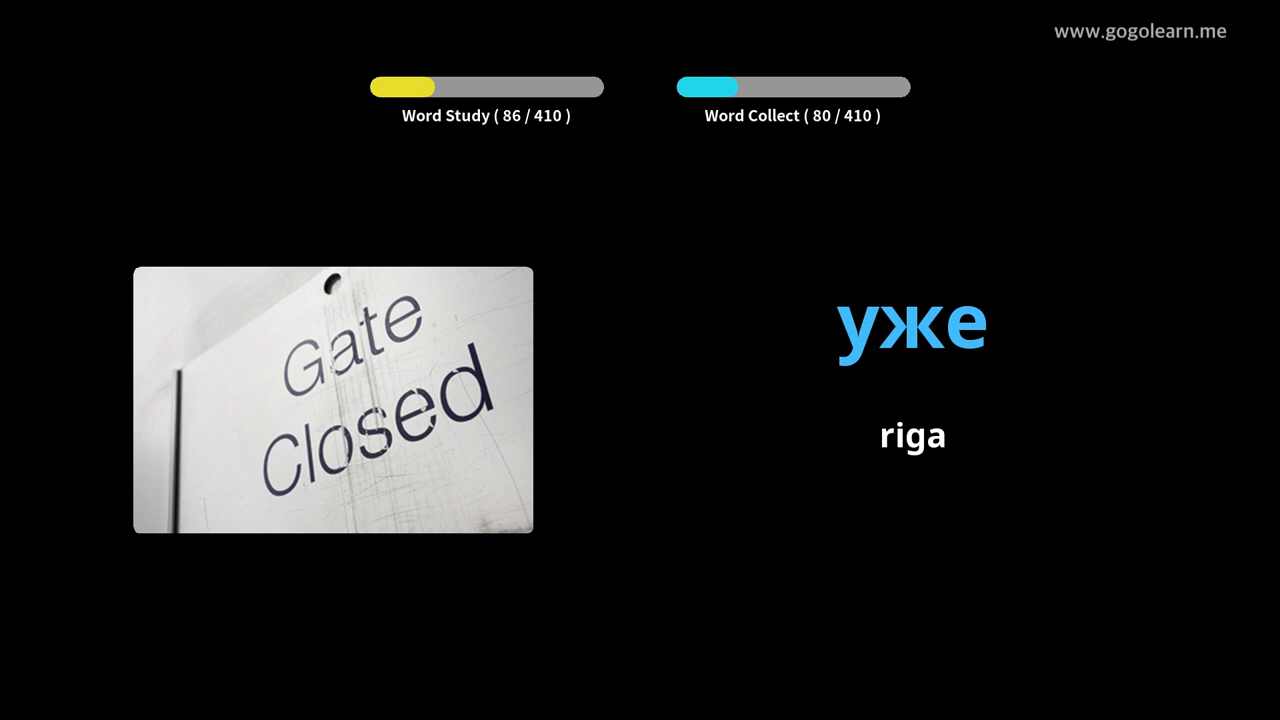 www.gogolearn.me
Word Study ( 86 / 410 )
Word Collect ( 80 / 410 )
Gate
Closed
уже
riga